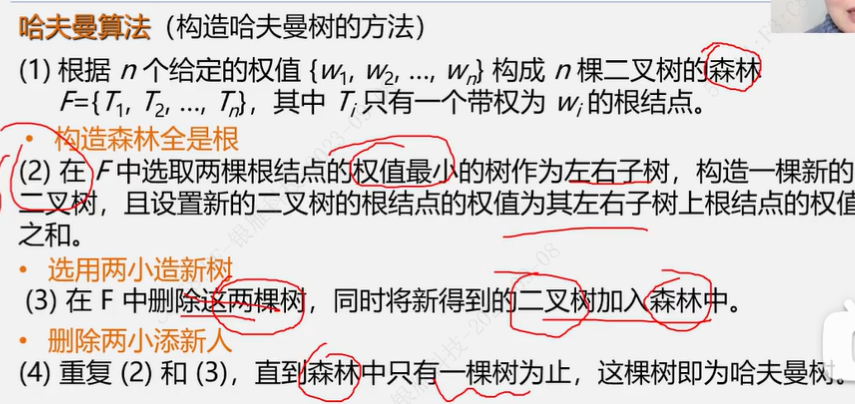 哈夫曼算法（构造哈夫曼树的方法）
(1) 根据 n 个给定的权值 {w1, w2, …, wn} 构成 n 棵二叉树的森林
F={T1, T2, …, Tn}，其中 Ti 只有一个带权为 wi 的根结点。
• 构造森林全是根
(2) 在 F 中选取两棵根结点的权值最小的树作为左右子树，构造一棵新的
二叉树，且设置新的二叉树的根结点的权值为其左右子树上根结点的权值
之和。
• 选用两小造新树
(3) 在 F 中删除这两棵树，同时将新得到的二叉树加入森林中。
• 删除两小添新人
(4) 重复 (2) 和 (3)，直到森林中只有一棵树为止，这棵树即为哈夫曼树。